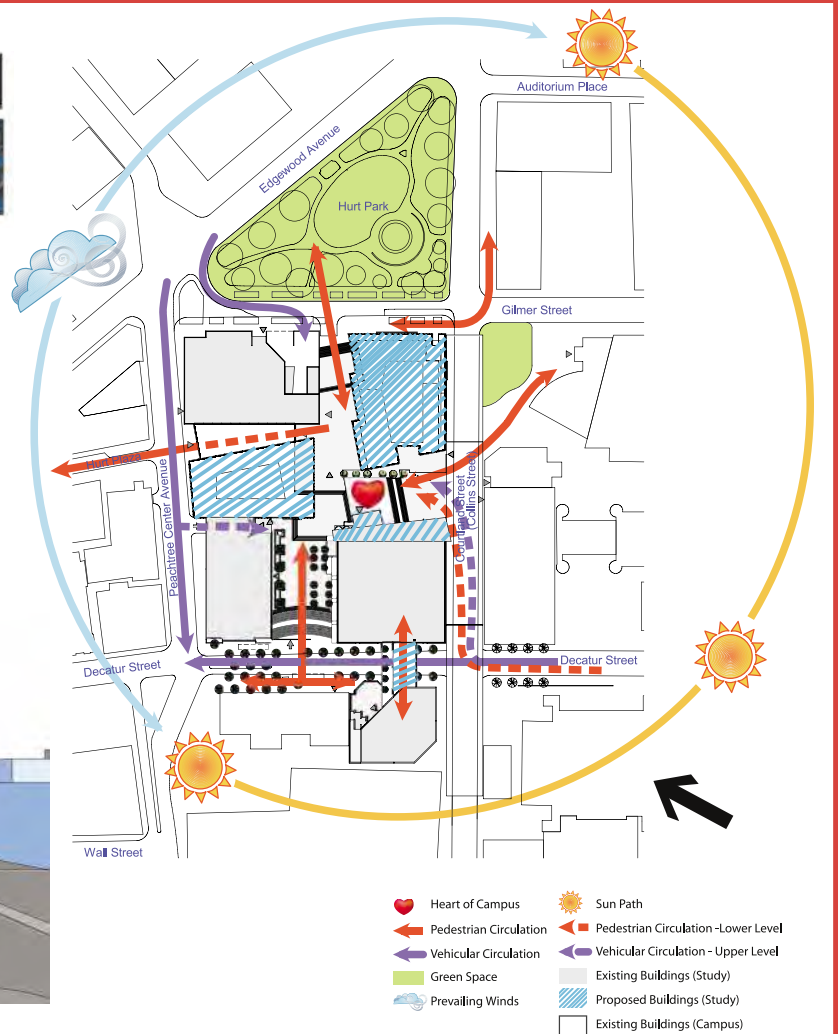 Auditorium Place
Edgewood Avenue
Hurt Park
Gilmer Street
Hurt Plaza
Peachtree Center Avenue
Courtland Street
(Collins Street)
Decatur Street
Decatur Street
Wall Street
Heart of Campus
Sun Path
Pedestrian Circulation
Pedestrian Circulation -Lower Level
Vehicular Circulation
Vehicular Circulation - Upper Level
Green Space
Existing Buildings (Study)
Prevailing Winds
Proposed Buildings (Study)
Existing Buildings (Campus)